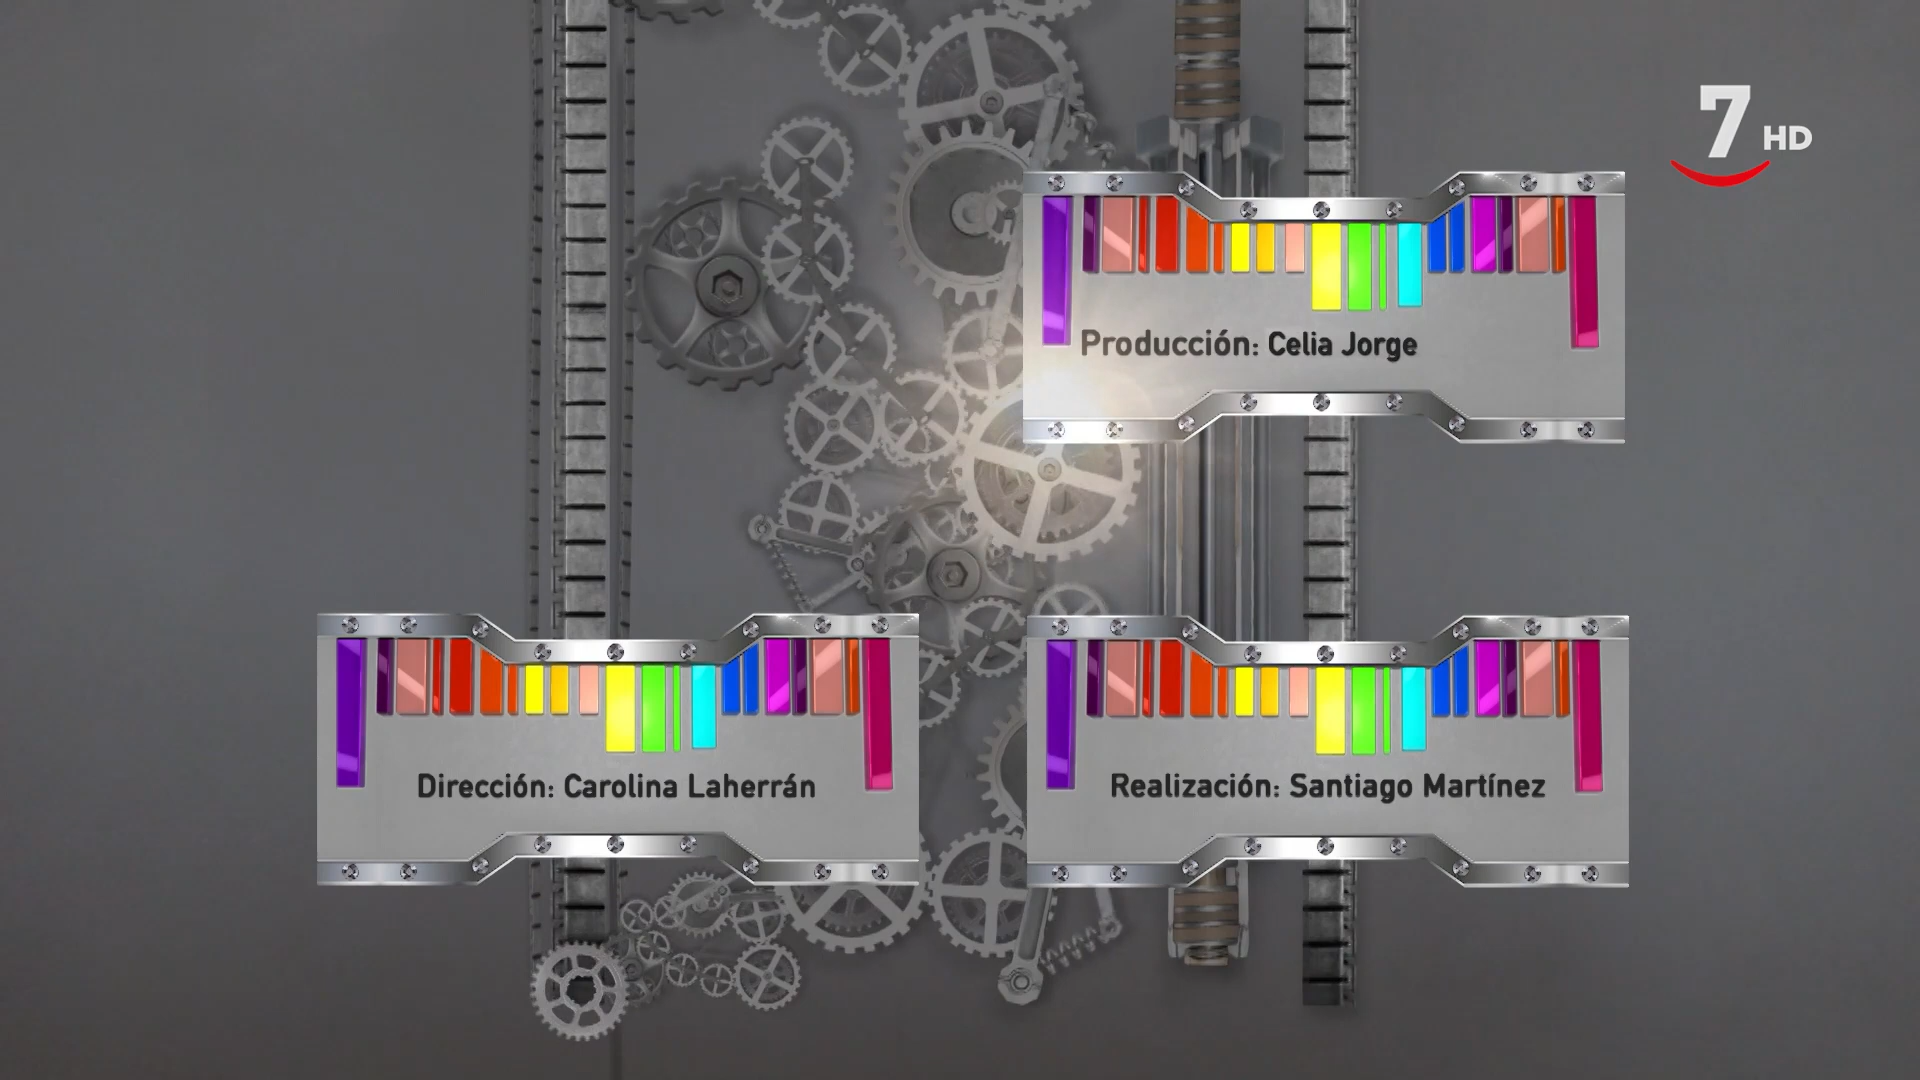 7 HD
Producción: Celia Jorge
Dirección: Carolina Laherrán
Realización: Santiago Martínez